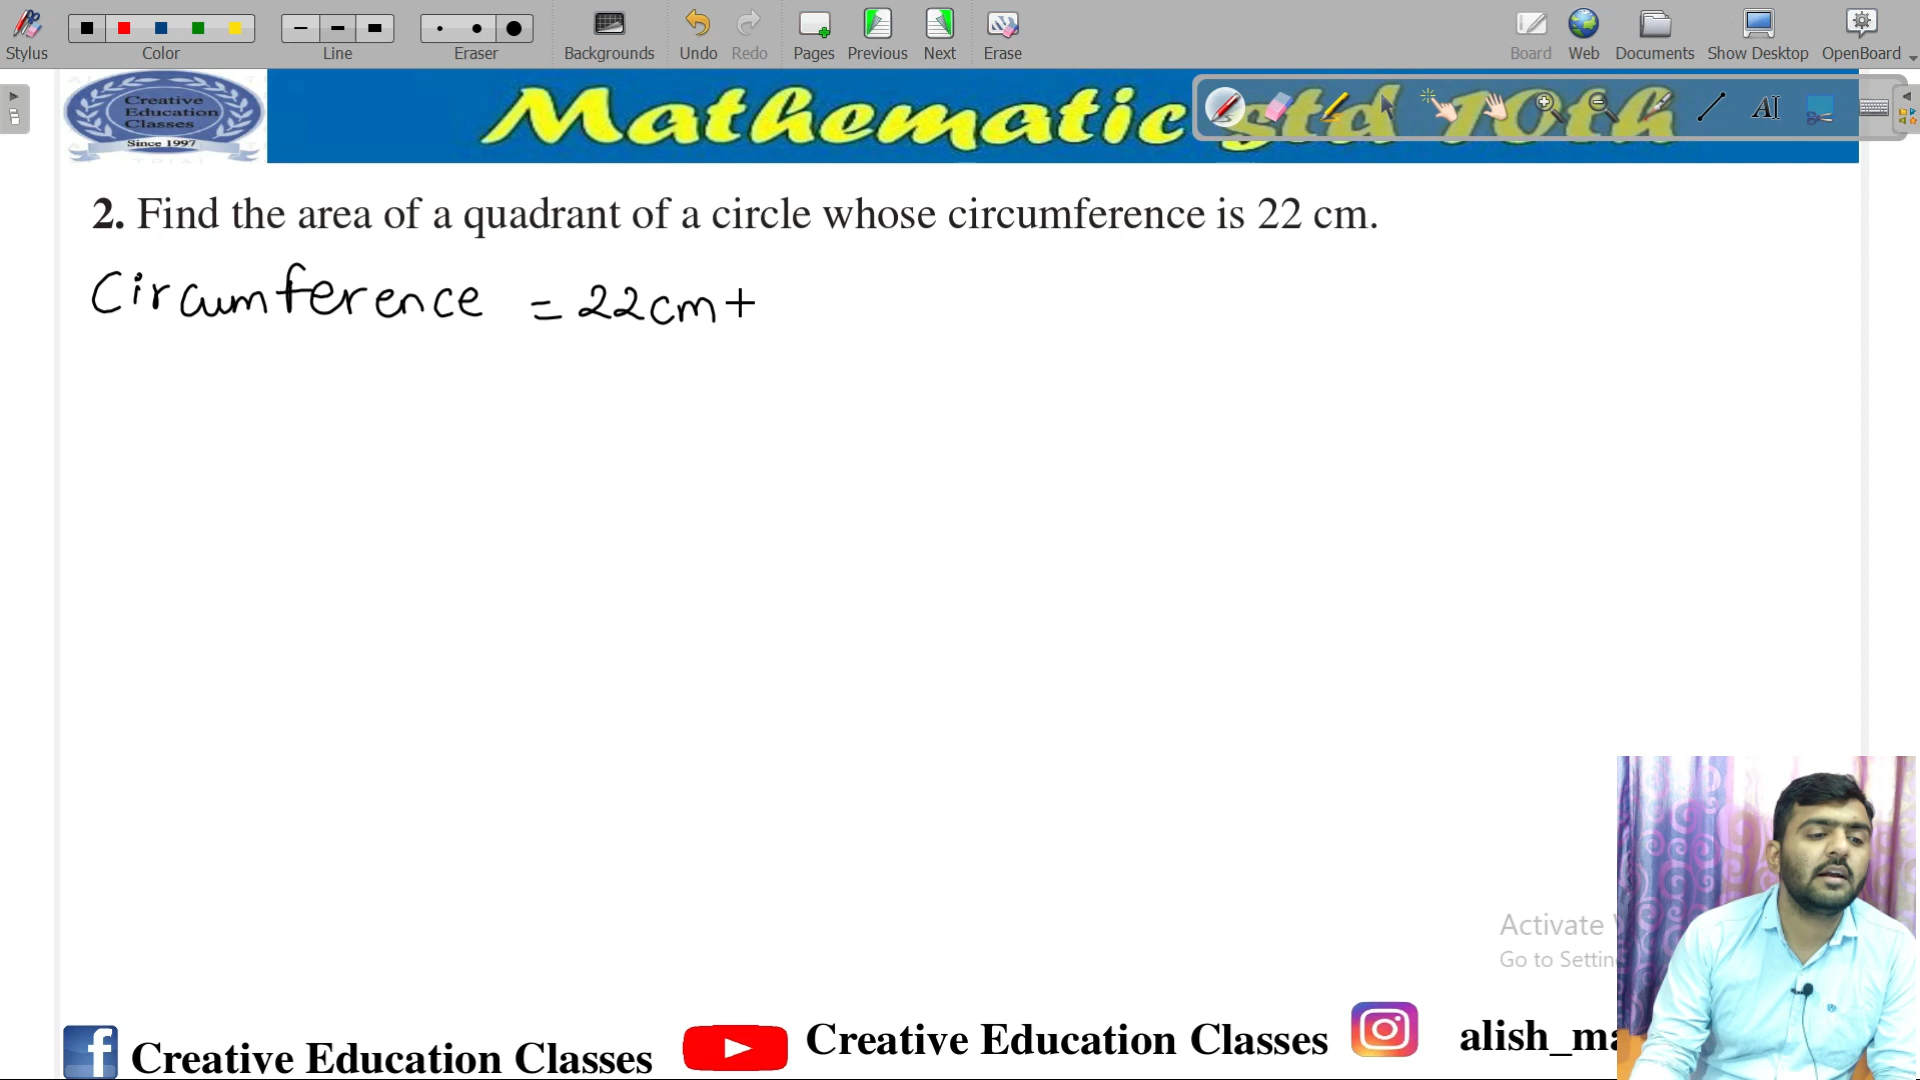 Stylus Color Line Eraser Backgrounds Undo Redo Pages Previous Next Erase Board Web Documents Show Desktop OpenBoard
Creative
Education
Classes
Since 1997
Mathematic std 10th
2. Find the area of a quadrant of a circle whose circumference is 22 cm.
Circumference = 22cm +
Activate
Go to Settin
Creative Education Classes Creative Education Classes alish_ma